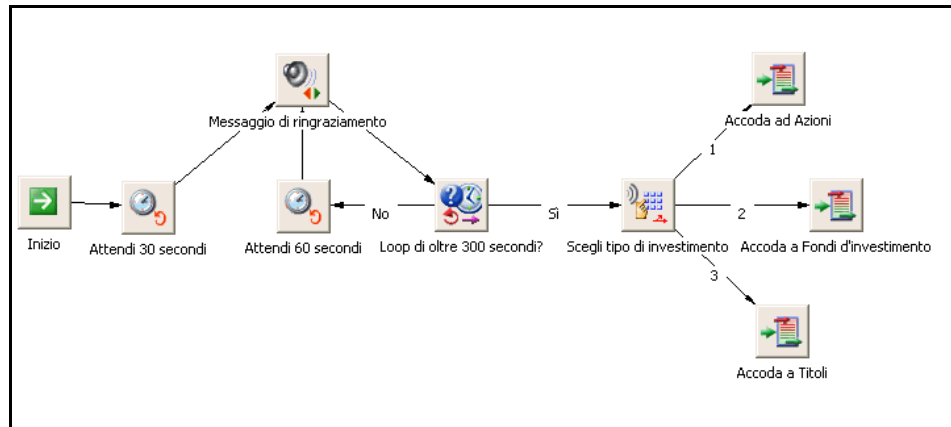 Accoda ad Azioni
Messaggio di ringraziamento
1
Inizio
Attendi 30 secondi
Attendi 60 secondi
No
Loop di oltre 300 secondi?
Sì
Scegli tipo di investimento
2
Accoda a Fondi d'investimento
3
Accoda a Titoli